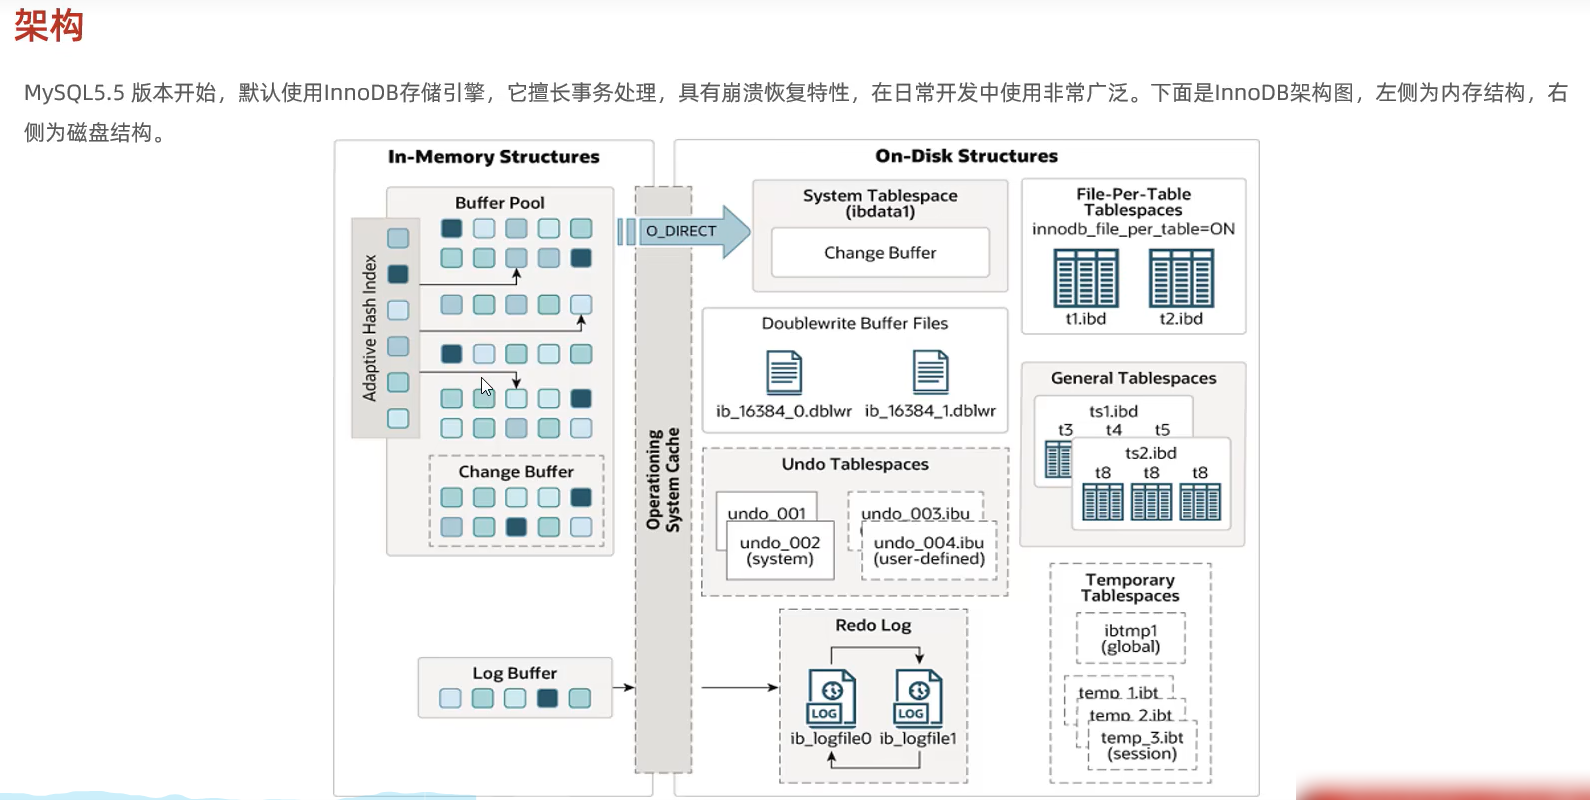 架构
MySQL5.5 版本开始，默认使用InnoDB存储引擎，它擅长事务处理，具有崩溃恢复特性，在日常开发中使用非常广泛。下面是InnoDB架构图，左侧为内存结构，右
侧为磁盘结构。
In-Memory Structures
Buffer Pool
Adaptive Hash Index
Change Buffer
Log Buffer
Operationing
System Cache
O_DIRECT
On-Disk Structures
System Tablespace
(ibdata1)
Change Buffer
File-Per-Table
Tablespaces
innodb_file_per_table=ON
t1.ibd t2.ibd
Doublewrite Buffer Files
ib_16384_0.dblwr ib_16384_1.dblwr
General Tablespaces
ts1.ibd
t3 t4 t5
ts2.ibd
t8 t8 t8
Undo Tablespaces
undo_001
undo_002
(system)
undo_003.ibu
undo_004.ibu
(user-defined)
Redo Log
LOG LOG
ib_logfile0 ib_logfile1
Temporary
Tablespaces
ibtmp1
(global)
temp_1.ibt
temp_2.ibt
temp_3.ibt
(session)